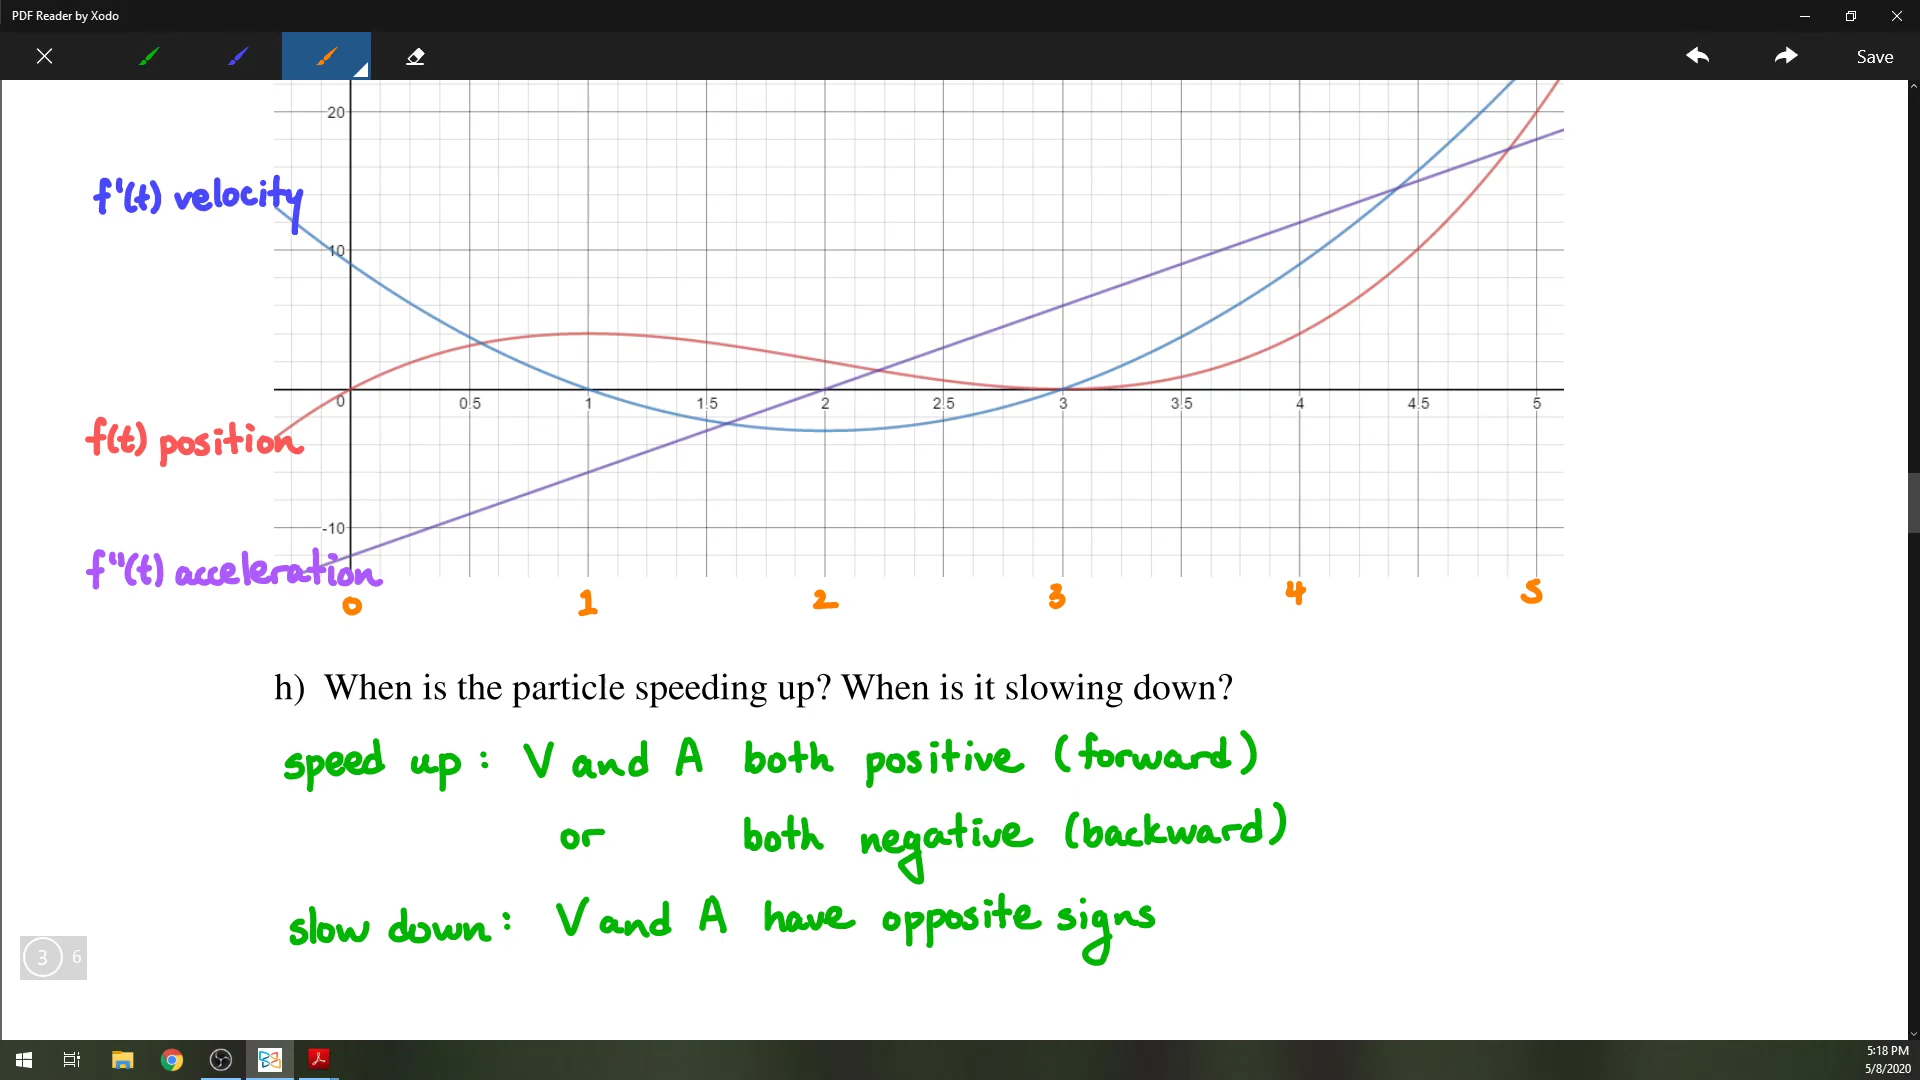 PDF Reader by Xodo
Save
20
f'(t) velocity
10
0
0.5
1
1.5
2
2.5
3
3.5
4
4.5
5
f(t) position
-10
f"(t) acceleration
0 1 2 3 4 5
h) When is the particle speeding up? When is it slowing down?
speed up: V and A both positive (forward)
or both negative (backward)
slow down: V and A have opposite signs
3 6
5:18 PM
5/8/2020